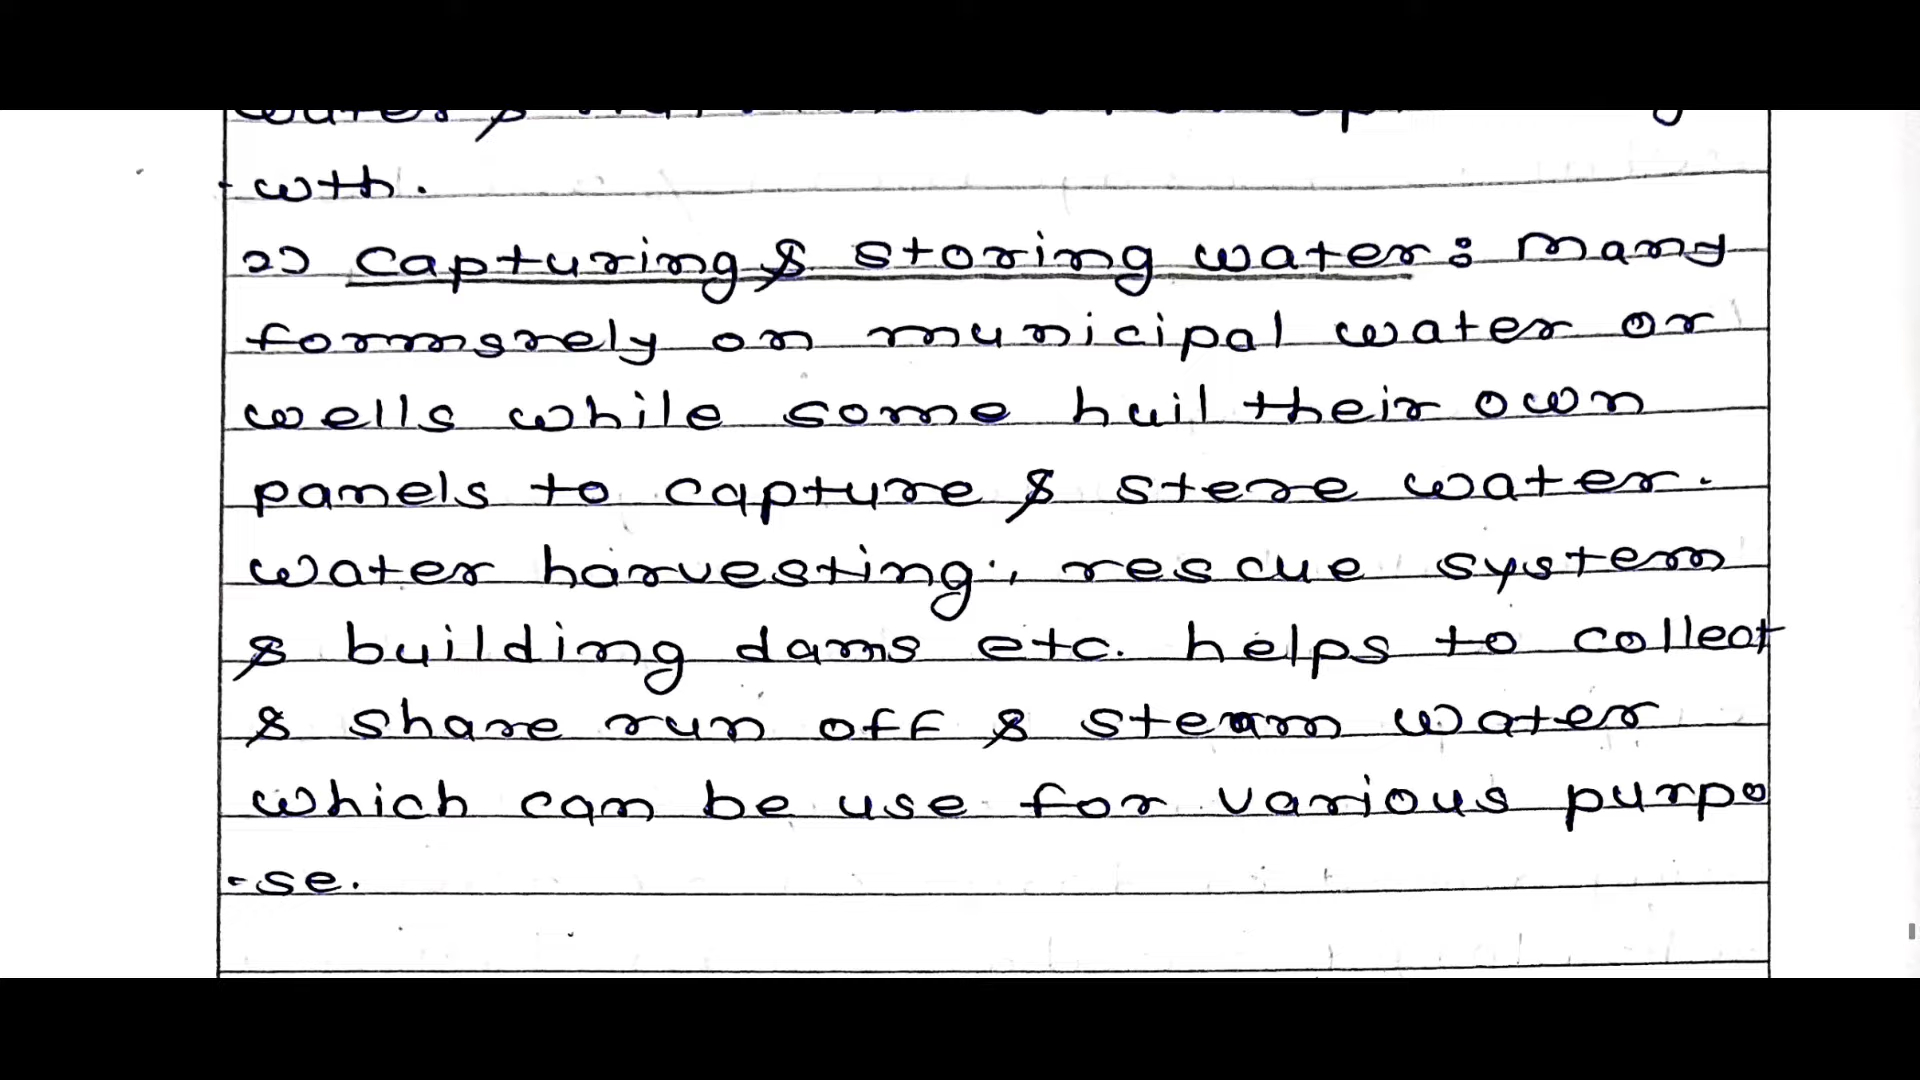 wth.
2) Capturing & storing water: Many
formmsrely on municipal water or
wells while some huil their own
panels to capture & stere water.
water harvesting, rescue system
& building dams etc. helps to collect
& share run off & steam water
which can be use for various purpo
-se.